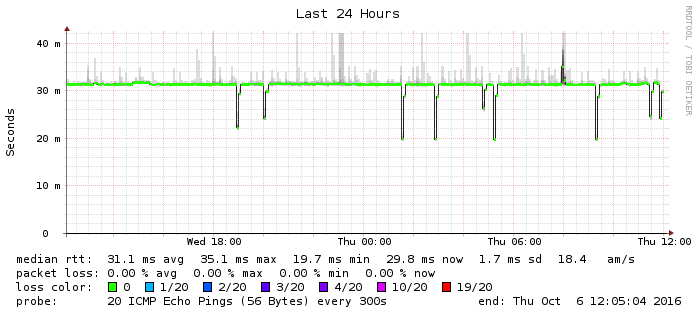 Last 24 Hours
RRDTOOL / TOBI OETIKER
Seconds
40 m
30 m
20 m
10 m
0
Wed 18:00 Thu 00:00 Thu 06:00 Thu 12:00
median rtt: 31.1 ms avg 35.1 ms max 19.7 ms min 29.8 ms now 1.7 ms sd 18.4 am/s
packet loss: 0.00 % avg 0.00 % max 0.00 % min 0.00 % now
loss color: 0 1/20 2/20 3/20 4/20 10/20 19/20
probe: 20 ICMP Echo Pings (56 Bytes) every 300s end: Thu Oct 6 12:05:04 2016